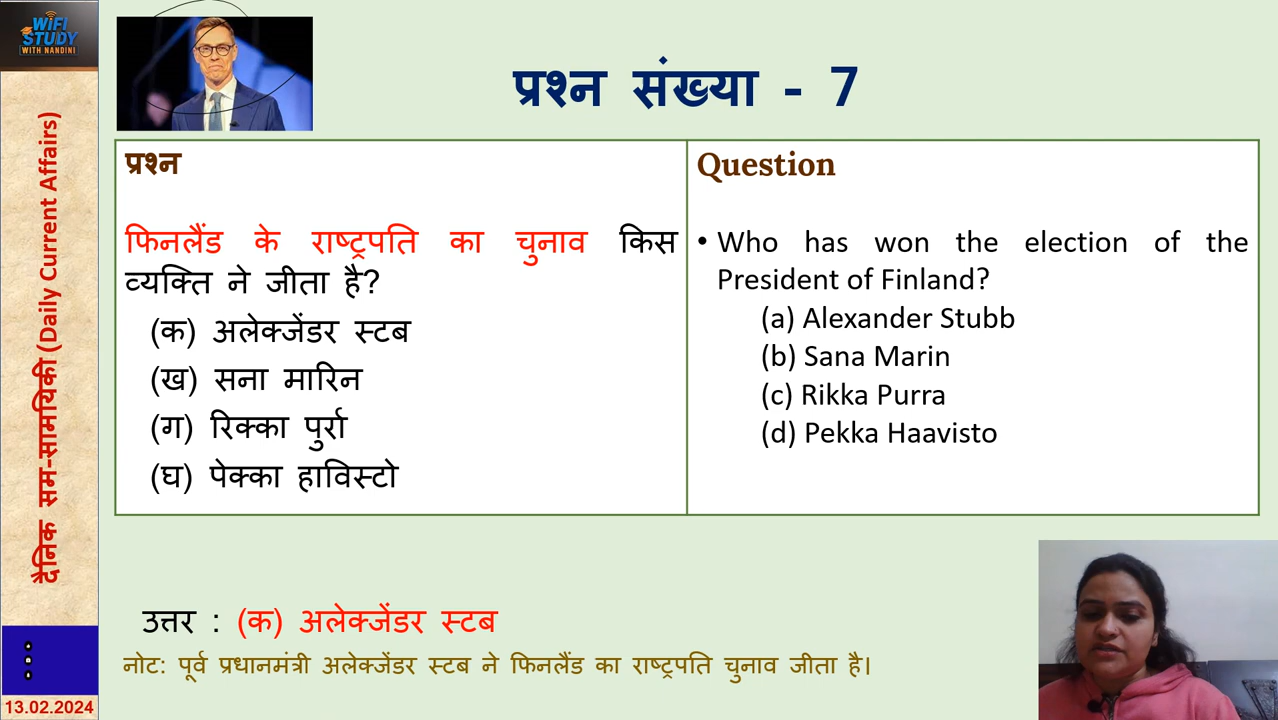 WiFi
STUDY
WITH NANDINI
प्रश्न संख्या - 7
दैनिक सम-सामयिकी (Daily Current Affairs)
प्रश्न
फिनलैंड के राष्ट्रपति का चुनाव किस
व्यक्ति ने जीता है?
(क) अलेक्जेंडर स्टब
(ख) सना मारिन
(ग) रिक्का पुर्रा
(घ) पेक्का हाविस्टो
Question
• Who has won the election of the
President of Finland?
(a) Alexander Stubb
(b) Sana Marin
(c) Rikka Purra
(d) Pekka Haavisto
उत्तर : (क) अलेक्जेंडर स्टब
नोट: पूर्व प्रधानमंत्री अलेक्जेंडर स्टब ने फिनलैंड का राष्ट्रपति चुनाव जीता है।
13.02.2024